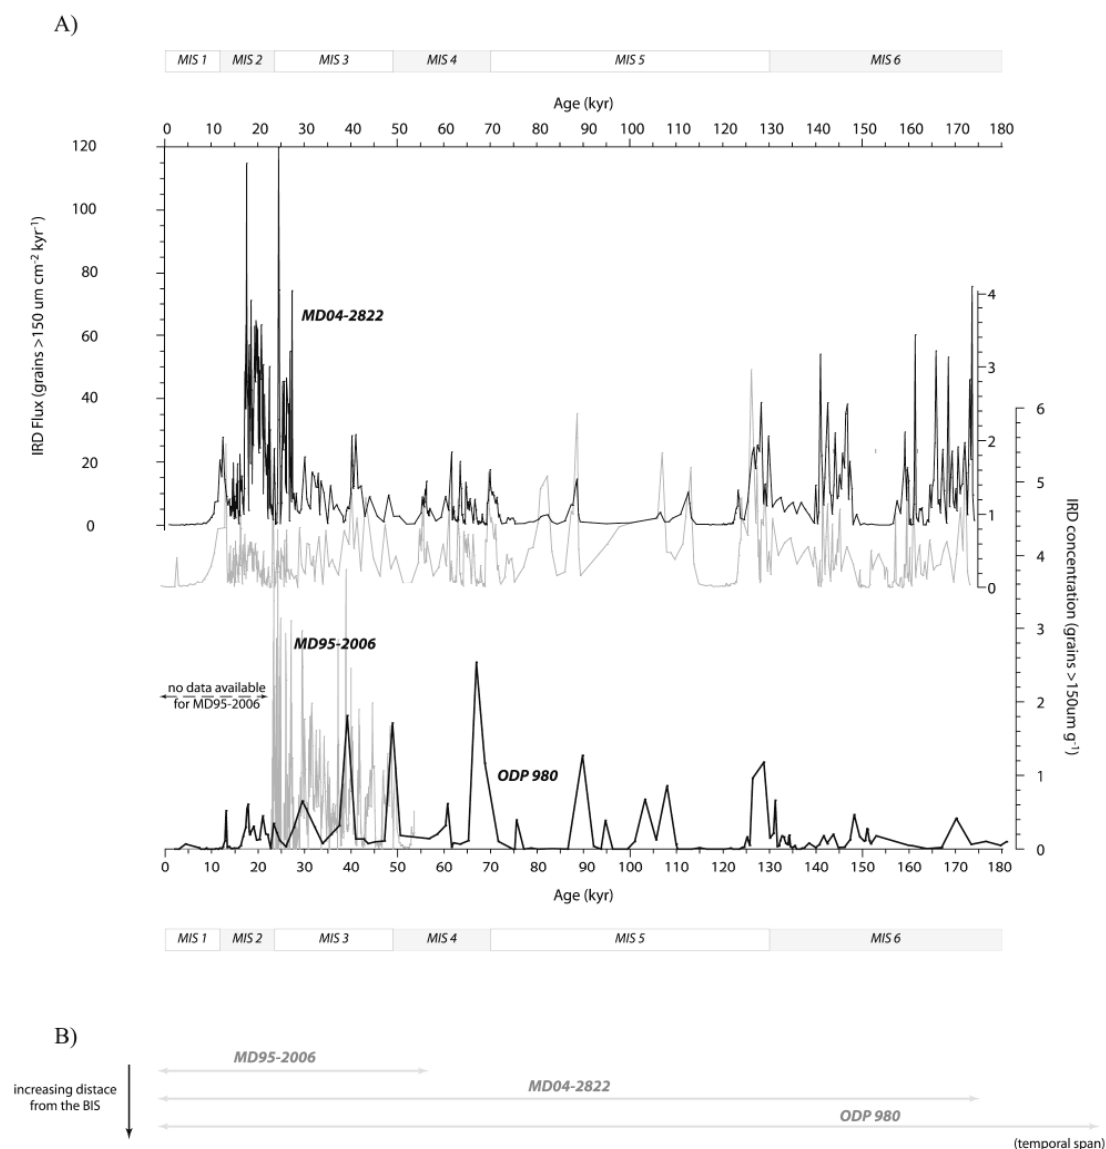 A)
MIS 1 MIS 2 MIS 3 MIS 4 MIS 5 MIS 6
Age (kyr)
0 10 20 30 40 50 60 70 80 90 100 110 120 130 140 150 160 170 180
120
100
80
60
40
20
0
IRD Flux (grains >150 um cm-2 kyr-1)
MD04-2822
4
3
2
1
0
6
5
4
3
2
1
0
IRD concentration (grains >150um g-1)
MD95-2006
no data available
for MD95-2006
ODP 980
0 10 20 30 40 50 60 70 80 90 100 110 120 130 140 150 160 170 180
Age (kyr)
MIS 1 MIS 2 MIS 3 MIS 4 MIS 5 MIS 6
B)
MD95-2006
increasing distace
from the BIS
MD04-2822
ODP 980
(temporal span)